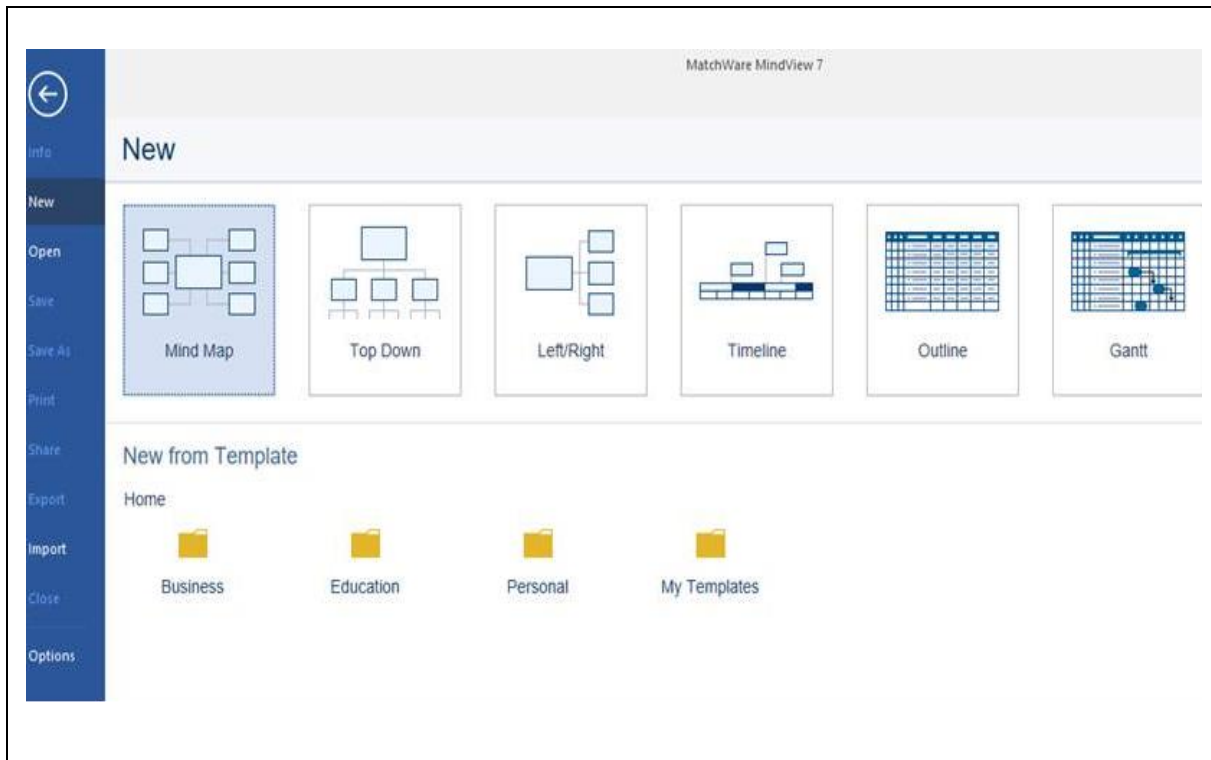 MatchWare MindView 7
Info
New
Open
Save
Save As
Print
Share
Export
Import
Close
Options
New
Mind Map
Top Down
Left/Right
Timeline
Outline
Gantt
New from Template
Home
Business
Education
Personal
My Templates